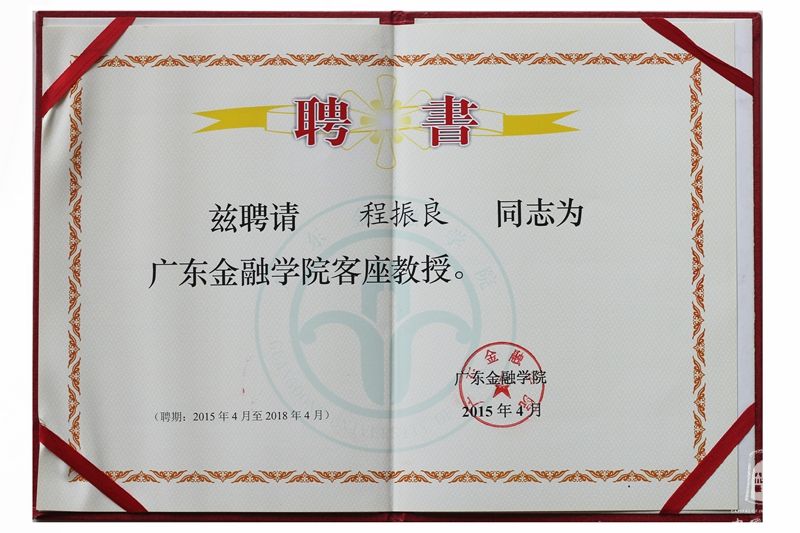 聘書
兹聘请 程振良 同志为
广东金融学院客座教授。
广东金融学院
2015年4月
（聘期：2015年4月至2018年4月）